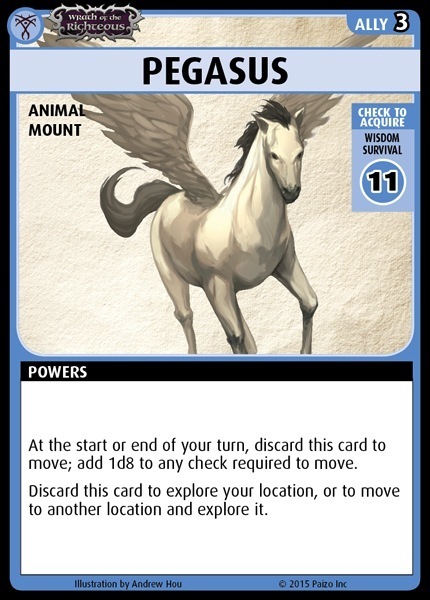 Wrath of the
Righteous
ALLY 3
PEGASUS
ANIMAL
MOUNT
CHECK TO
ACQUIRE
WISDOM
SURVIVAL
11
POWERS
At the start or end of your turn, discard this card to
move; add 1d8 to any check required to move.
Discard this card to explore your location, or to move
to another location and explore it.
Illustration by Andrew Hou © 2015 Paizo Inc